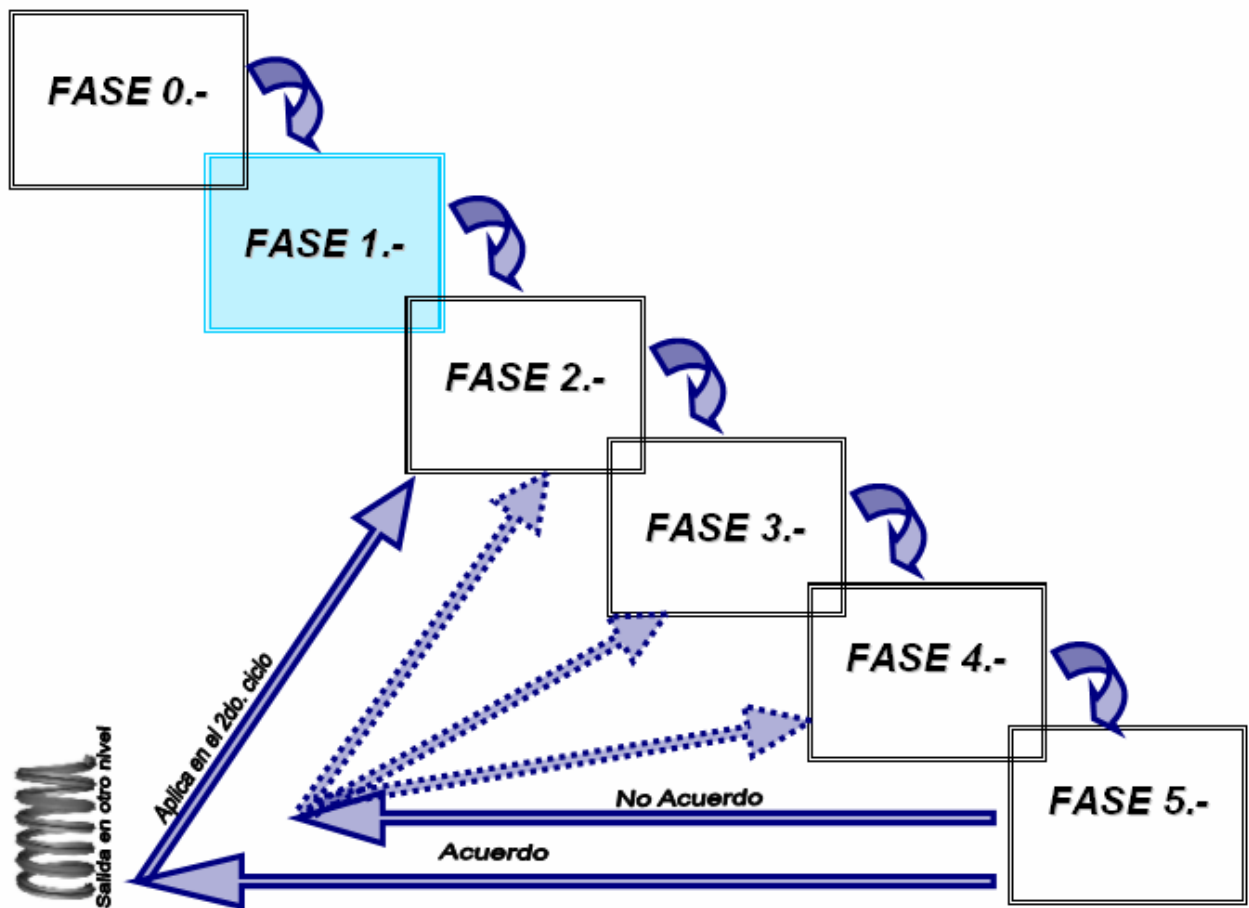 FASE 0.-
FASE 1.-
FASE 2.-
FASE 3.-
FASE 4.-
FASE 5.-
No Acuerdo
Acuerdo
Aplica en el 2do. ciclo
Salida en otro nivel